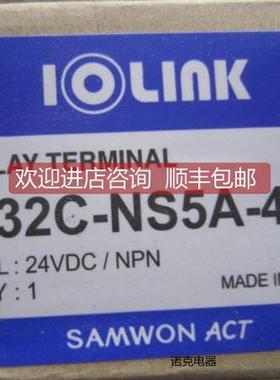 IOLINK
LAY TERMINAL
欢迎进店咨询 顺丰包邮
32C-NS5A-4
L : 24VDC / NPN
Y : 1
MADE IN
SAMWON ACT
诺克电器